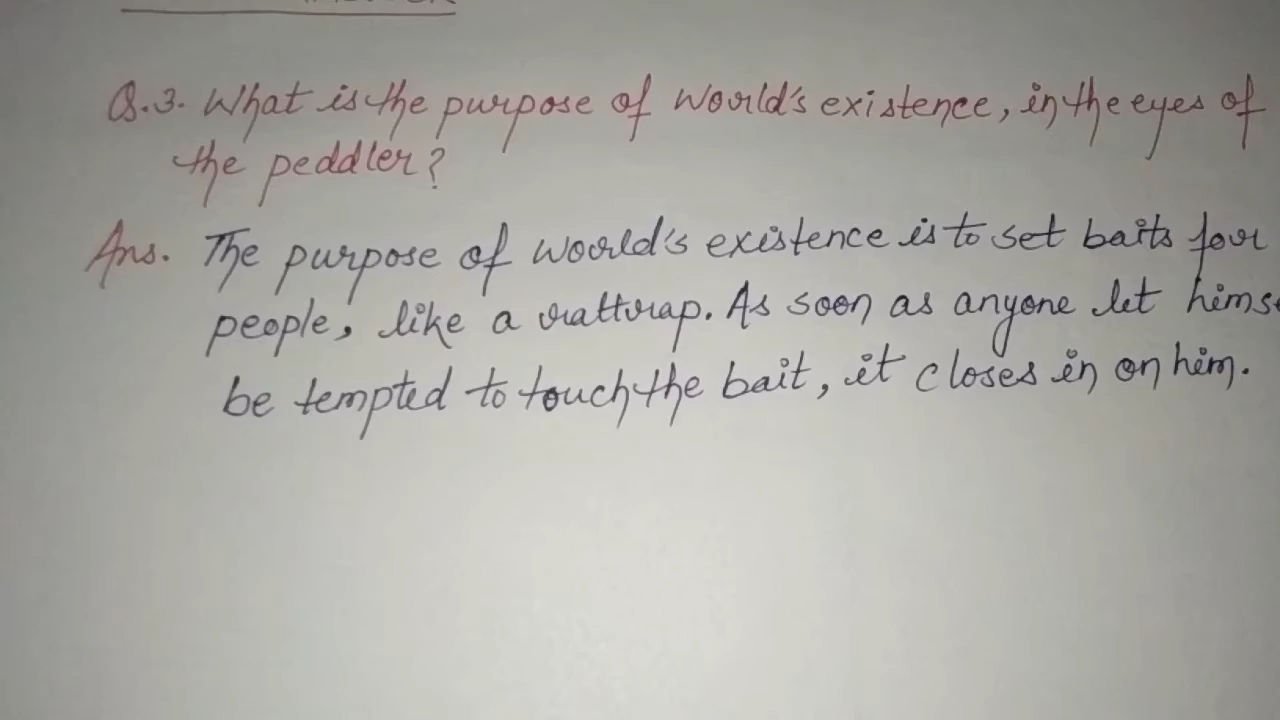 Q.3. What is the purpose of world's existence, in the eyes of
the peddler?
Ans. The purpose of world's existence is to set baits for
people, like a rattrap. As soon as anyone let
be tempted to touch the bait, it closes in on him.